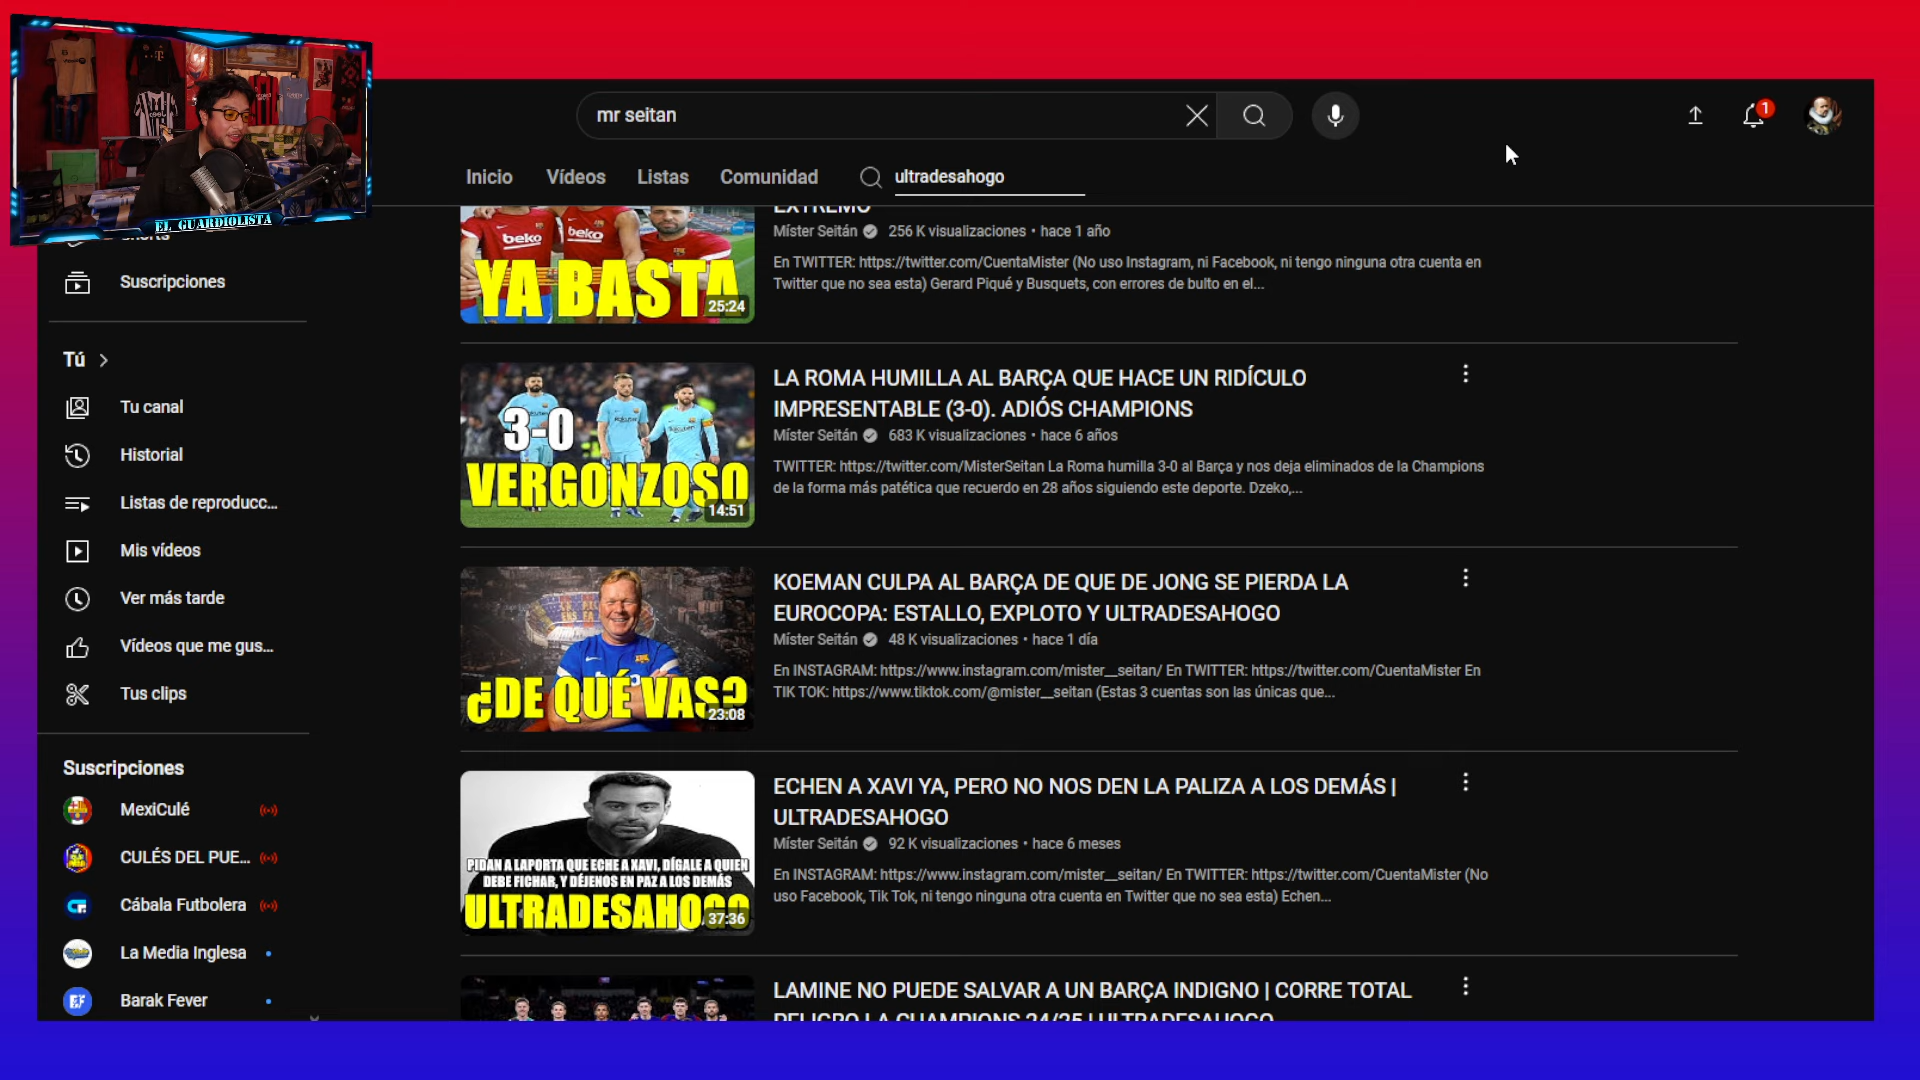 mr seitan
1
Inicio
Vídeos
Listas
Comunidad
ultradesahogo
EL GUARDIOLISTA
Shorts
Suscripciones
Tú
Tu canal
Historial
Listas de reproducc...
Mis vídeos
Ver más tarde
Vídeos que me gus...
Tus clips
Suscripciones
MexiCulé
CULÉS DEL PUE...
Cábala Futbolera
La Media Inglesa
Barak Fever
EXTREMO
Míster Seitán 256 K visualizaciones • hace 1 año
En TWITTER: https://twitter.com/CuentaMister (No uso Instagram, ni Facebook, ni tengo ninguna otra cuenta en
Twitter que no sea esta) Gerard Piqué y Busquets, con errores de bulto en el...
beko
beko
YA BASTA
25:24
LA ROMA HUMILLA AL BARÇA QUE HACE UN RIDÍCULO
IMPRESENTABLE (3-0). ADIÓS CHAMPIONS
Míster Seitán 683 K visualizaciones • hace 6 años
TWITTER: https://twitter.com/MisterSeitan La Roma humilla 3-0 al Barça y nos deja eliminados de la Champions
de la forma más patética que recuerdo en 28 años siguiendo este deporte. Dzeko,...
3-0
VERGONZOSO
14:51
KOEMAN CULPA AL BARÇA DE QUE DE JONG SE PIERDA LA
EUROCOPA: ESTALLO, EXPLOTO Y ULTRADESAHOGO
Míster Seitán 48 K visualizaciones • hace 1 día
En INSTAGRAM: https://www.instagram.com/mister__seitan/ En TWITTER: https://twitter.com/CuentaMister En
TIK TOK: https://www.tiktok.com/@mister__seitan (Estas 3 cuentas son las únicas que...
¿DE QUÉ VAS?
23:08
ECHEN A XAVI YA, PERO NO NOS DEN LA PALIZA A LOS DEMÁS |
ULTRADESAHOGO
Míster Seitán 92 K visualizaciones • hace 6 meses
En INSTAGRAM: https://www.instagram.com/mister__seitan/ En TWITTER: https://twitter.com/CuentaMister (No
uso Facebook, Tik Tok, ni tengo ninguna otra cuenta en Twitter que no sea esta) Echen...
PIDAN A LAPORTA QUE ECHE A XAVI, DÍGALE A QUIEN
DEBE FICHAR, Y DÉJENOS EN PAZ A LOS DEMÁS
ULTRADESAHOGO
37:36
LAMINE NO PUEDE SALVAR A UN BARÇA INDIGNO | CORRE TOTAL
PELIGRO LA CHAMPIONS 24/25 | ULTRADESAHOGO